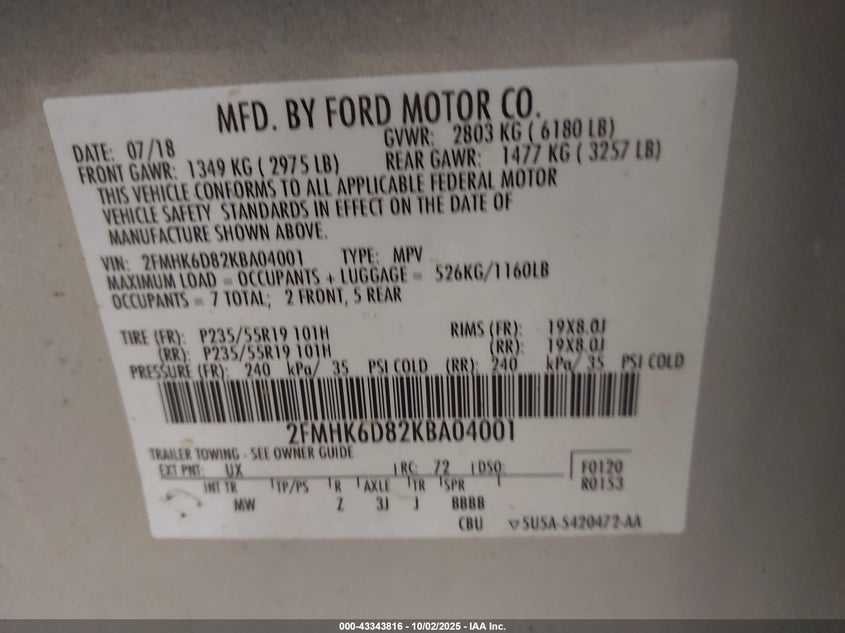 MFD. BY FORD MOTOR CO.
DATE: 07/18 GVWR: 2803 KG ( 6180 LB)
FRONT GAWR: 1349 KG ( 2975 LB) REAR GAWR: 1477 KG ( 3257 LB)
THIS VEHICLE CONFORMS TO ALL APPLICABLE FEDERAL MOTOR
VEHICLE SAFETY STANDARDS IN EFFECT ON THE DATE OF
MANUFACTURE SHOWN ABOVE.
VIN: 2FMHK6D82KBA04001 TYPE: MPV
MAXIMUM LOAD = OCCUPANTS + LUGGAGE = 526KG/1160LB
OCCUPANTS = 7 TOTAL; 2 FRONT, 5 REAR
TIRE (FR): P235/55R19 101H RIMS (FR): 19X8.0J
(RR): P235/55R19 101H (RR): 19X8.0J
PRESSURE (FR): 240 kPa/ 35 PSI COLD (RR): 240 kPa/ 35 PSI COLD
2FMHK6D82KBA04001
TRAILER TOWING - SEE OWNER GUIDE
EXT PNT: UX RC: 72 DSO: F0120
R0153
INT TR TP/PS R AXLE TR SPR
MW Z 3J J BBBB
CBU ▽5U5A-5420472-AA
000-43343816 - 10/02/2025 - IAA Inc.